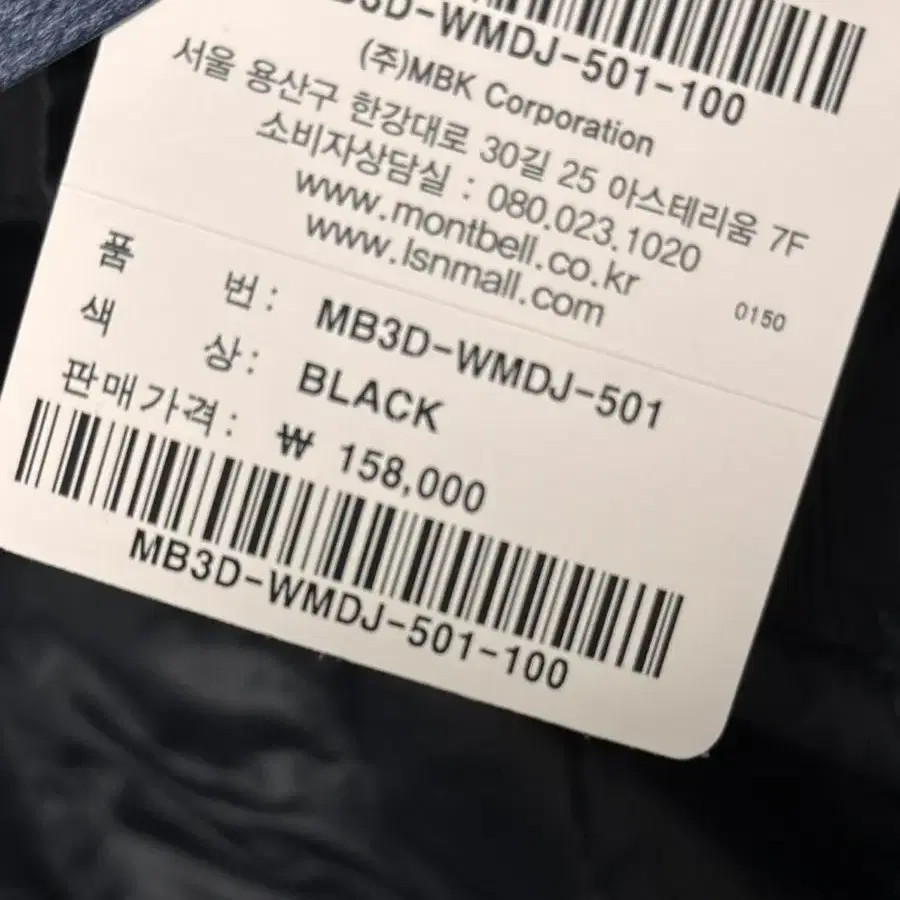 B3D-WMDJ-501-100
(주)MBK Corporation
서울 용산구 한강대로 30길 25 아스테리움 7F
소비자상담실 : 080.023.1020
www.montbell.co.kr
www.lsnmall.com
0150
품 번 : MB3D-WMDJ-501
색 상 : BLACK
판매가격 : ₩ 158,000
MB3D-WMDJ-501-100